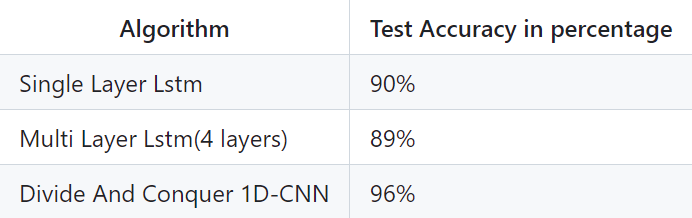 Algorithm Test Accuracy in percentage
Single Layer Lstm 90%
Multi Layer Lstm(4 layers) 89%
Divide And Conquer 1D-CNN 96%